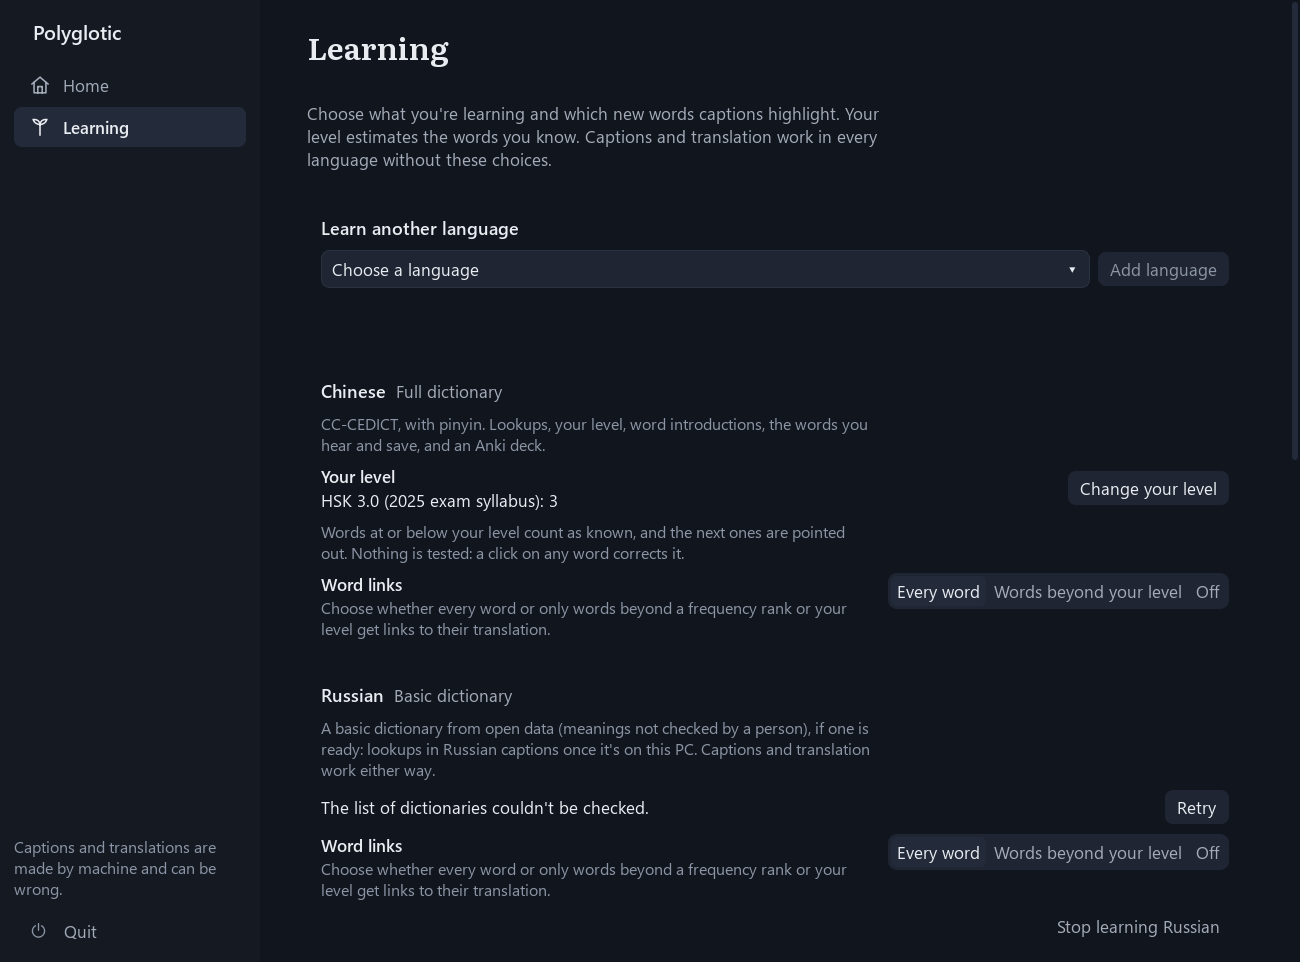 Polyglotic
Home
Learning
Captions and translations are
made by machine and can be
wrong.
Quit
Learning
Choose what you're learning and which new words captions highlight. Your
level estimates the words you know. Captions and translation work in every
language without these choices.
Learn another language
Choose a language
Add language
Chinese Full dictionary
CC-CEDICT, with pinyin. Lookups, your level, word introductions, the words you
hear and save, and an Anki deck.
Your level
HSK 3.0 (2025 exam syllabus): 3
Change your level
Words at or below your level count as known, and the next ones are pointed
out. Nothing is tested: a click on any word corrects it.
Word links
Choose whether every word or only words beyond a frequency rank or your
level get links to their translation.
Every word Words beyond your level Off
Russian Basic dictionary
A basic dictionary from open data (meanings not checked by a person), if one is
ready: lookups in Russian captions once it's on this PC. Captions and translation
work either way.
The list of dictionaries couldn't be checked.
Retry
Word links
Choose whether every word or only words beyond a frequency rank or your
level get links to their translation.
Every word Words beyond your level Off
Stop learning Russian